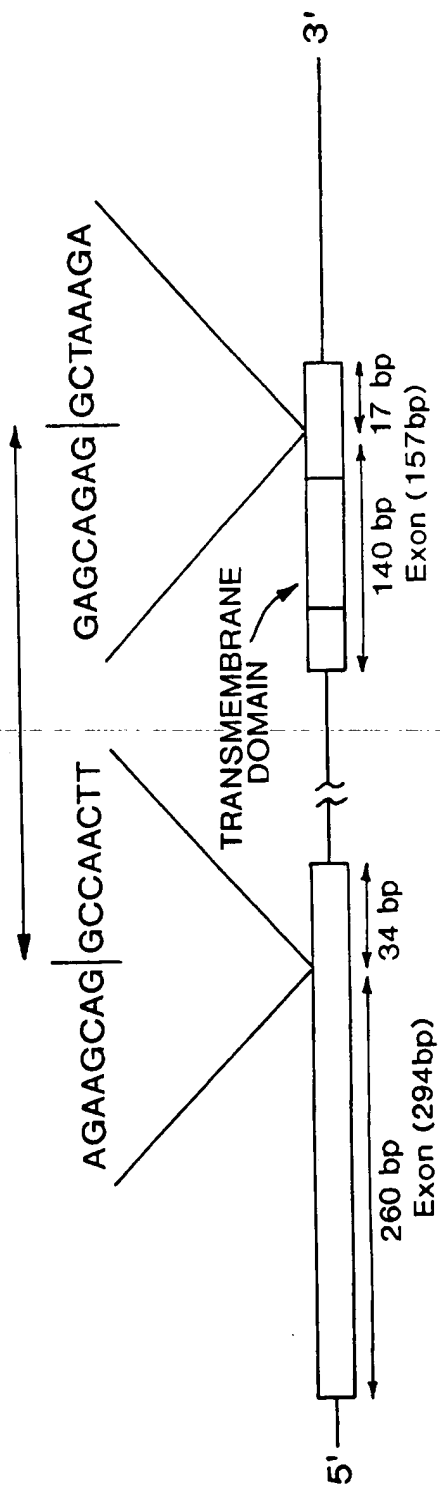 AGAAGCAG GCCAACTT
GAGCAGAG GCTAAAGA
TRANSMEMBRANE
DOMAIN
5'
3'
260 bp
34 bp
140 bp
17 bp
Exon (294bp)
Exon (157bp)